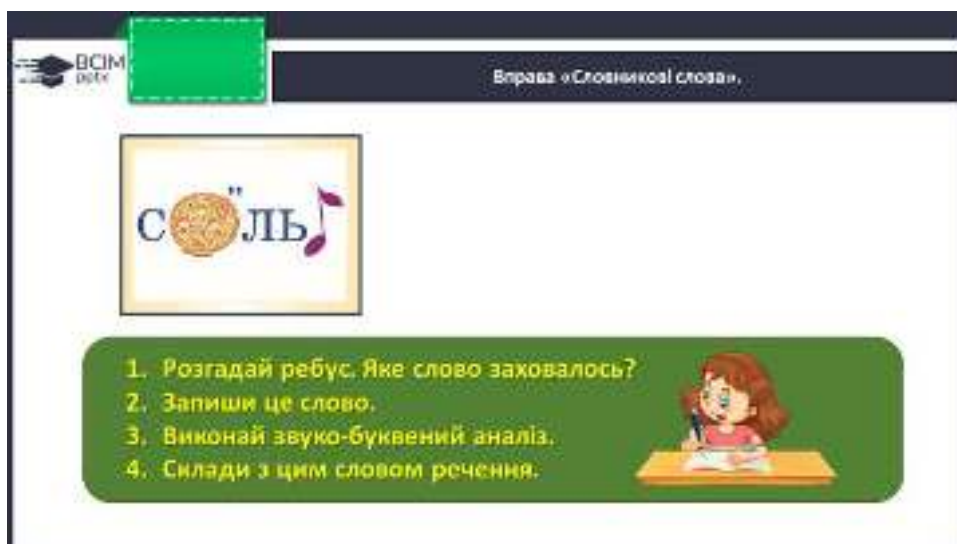 ВСІМ
pptx
Вправа «Словникові слова».
с " ль
1. Розгадай ребус. Яке слово заховалось?
2. Запиши це слово.
3. Виконай звуко-буквений аналіз.
4. Склади з цим словом речення.